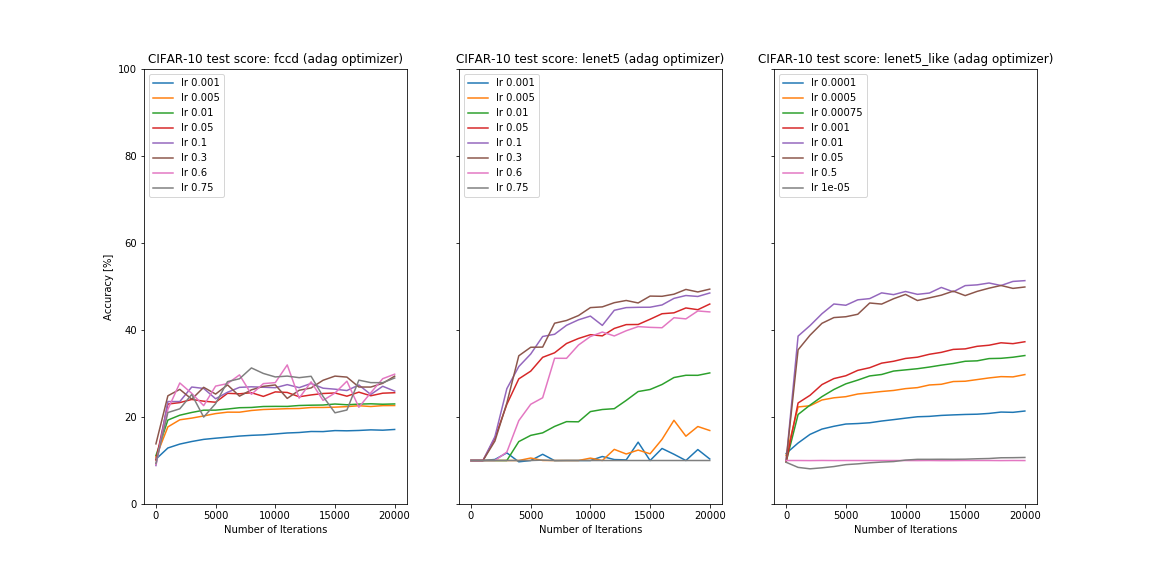 CIFAR-10 test score: fccd (adag optimizer)
Accuracy [%]
100
80
60
40
20
0
lr 0.001
lr 0.005
lr 0.01
lr 0.05
lr 0.1
lr 0.3
lr 0.6
lr 0.75
0 5000 10000 15000 20000
Number of Iterations
CIFAR-10 test score: lenet5 (adag optimizer)
lr 0.001
lr 0.005
lr 0.01
lr 0.05
lr 0.1
lr 0.3
lr 0.6
lr 0.75
0 5000 10000 15000 20000
Number of Iterations
CIFAR-10 test score: lenet5_like (adag optimizer)
lr 0.0001
lr 0.0005
lr 0.00075
lr 0.001
lr 0.01
lr 0.05
lr 0.5
lr 1e-05
0 5000 10000 15000 20000
Number of Iterations